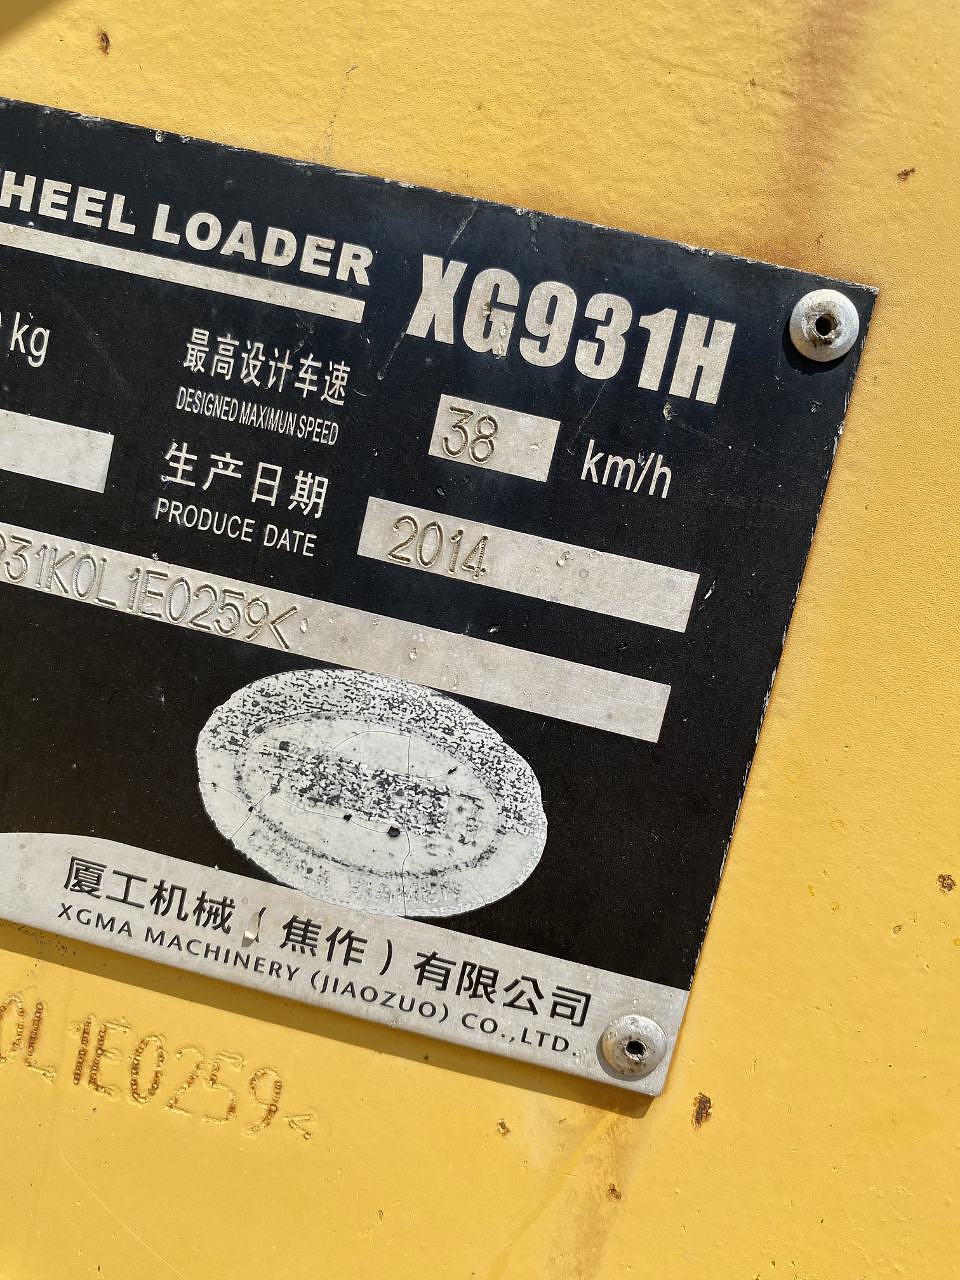 WHEEL LOADER
XG931H
kg
最高设计车速
DESIGNED MAXIMUN SPEED
38
km/h
生产日期
PRODUCE DATE
2014
931K0L1E0259<
厦工机械（焦作）有限公司
XGMA MACHINERY (JIAOZUO) CO.,LTD.
0L1E0259<